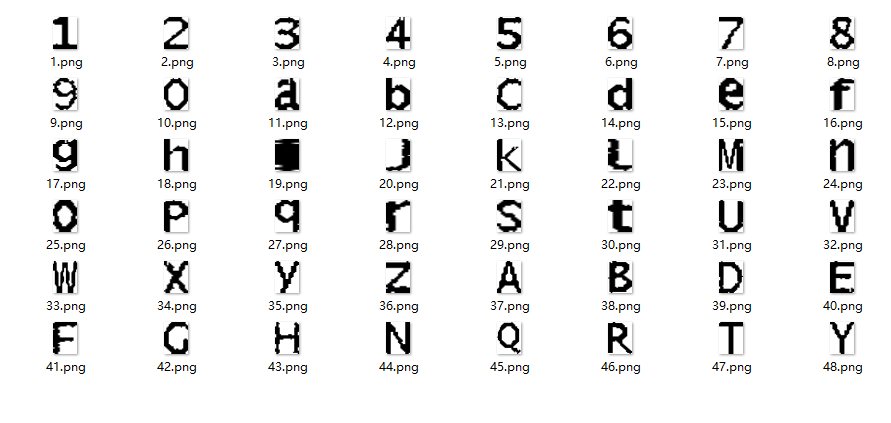 1 2 3 4 5 6 7 8
1.png 2.png 3.png 4.png 5.png 6.png 7.png 8.png
9 0 a b C d e f
9.png 10.png 11.png 12.png 13.png 14.png 15.png 16.png
g h J k L M n
17.png 18.png 19.png 20.png 21.png 22.png 23.png 24.png
o P q r S t U V
25.png 26.png 27.png 28.png 29.png 30.png 31.png 32.png
W X y Z A B D E
33.png 34.png 35.png 36.png 37.png 38.png 39.png 40.png
F G H N Q R T Y
41.png 42.png 43.png 44.png 45.png 46.png 47.png 48.png